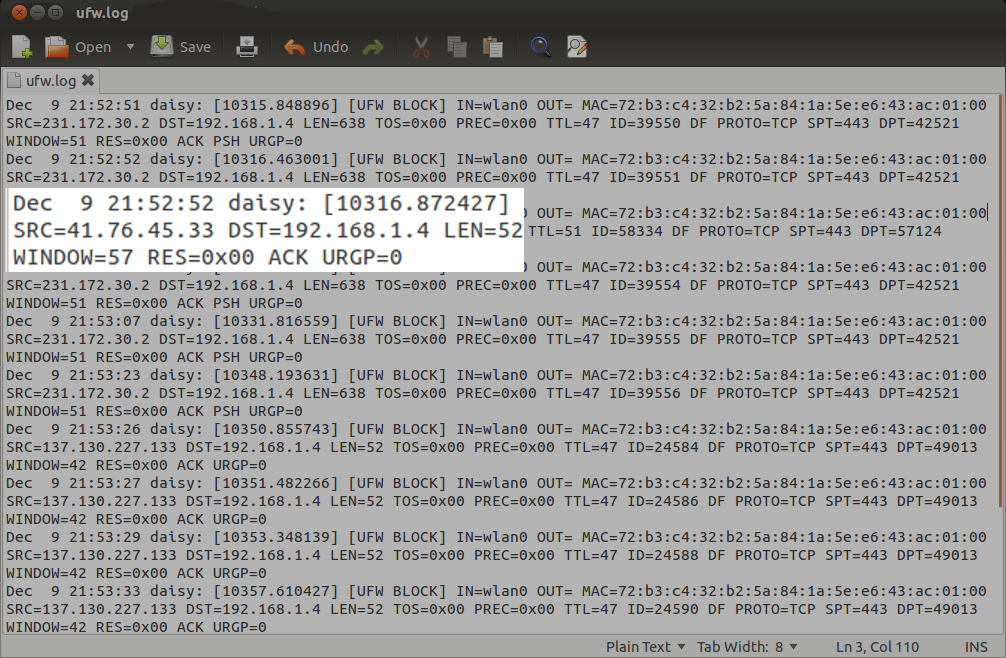 ufw.log
Open Save Undo
ufw.log
Dec  9 21:52:51 daisy: [10315.848896] [UFW BLOCK] IN=wlan0 OUT= MAC=72:b3:c4:32:b2:5a:84:1a:5e:e6:43:ac:01:00
SRC=231.172.30.2 DST=192.168.1.4 LEN=638 TOS=0x00 PREC=0x00 TTL=47 ID=39550 DF PROTO=TCP SPT=443 DPT=42521
WINDOW=51 RES=0x00 ACK PSH URGP=0
Dec  9 21:52:52 daisy: [10316.463001] [UFW BLOCK] IN=wlan0 OUT= MAC=72:b3:c4:32:b2:5a:84:1a:5e:e6:43:ac:01:00
SRC=231.172.30.2 DST=192.168.1.4 LEN=638 TOS=0x00 PREC=0x00 TTL=47 ID=39551 DF PROTO=TCP SPT=443 DPT=42521
Dec  9 21:52:52 daisy: [10316.872427] OUT= MAC=72:b3:c4:32:b2:5a:84:1a:5e:e6:43:ac:01:00
SRC=41.76.45.33 DST=192.168.1.4 LEN=52 TTL=51 ID=58334 DF PROTO=TCP SPT=443 DPT=57124
WINDOW=57 RES=0x00 ACK URGP=0
OUT= MAC=72:b3:c4:32:b2:5a:84:1a:5e:e6:43:ac:01:00
SRC=231.172.30.2 DST=192.168.1.4 LEN=638 TOS=0x00 PREC=0x00 TTL=47 ID=39554 DF PROTO=TCP SPT=443 DPT=42521
WINDOW=51 RES=0x00 ACK PSH URGP=0
Dec  9 21:53:07 daisy: [10331.816559] [UFW BLOCK] IN=wlan0 OUT= MAC=72:b3:c4:32:b2:5a:84:1a:5e:e6:43:ac:01:00
SRC=231.172.30.2 DST=192.168.1.4 LEN=638 TOS=0x00 PREC=0x00 TTL=47 ID=39555 DF PROTO=TCP SPT=443 DPT=42521
WINDOW=51 RES=0x00 ACK PSH URGP=0
Dec  9 21:53:23 daisy: [10348.193631] [UFW BLOCK] IN=wlan0 OUT= MAC=72:b3:c4:32:b2:5a:84:1a:5e:e6:43:ac:01:00
SRC=231.172.30.2 DST=192.168.1.4 LEN=638 TOS=0x00 PREC=0x00 TTL=47 ID=39556 DF PROTO=TCP SPT=443 DPT=42521
WINDOW=51 RES=0x00 ACK PSH URGP=0
Dec  9 21:53:26 daisy: [10350.855743] [UFW BLOCK] IN=wlan0 OUT= MAC=72:b3:c4:32:b2:5a:84:1a:5e:e6:43:ac:01:00
SRC=137.130.227.133 DST=192.168.1.4 LEN=52 TOS=0x00 PREC=0x00 TTL=47 ID=24584 DF PROTO=TCP SPT=443 DPT=49013
WINDOW=42 RES=0x00 ACK URGP=0
Dec  9 21:53:27 daisy: [10351.482266] [UFW BLOCK] IN=wlan0 OUT= MAC=72:b3:c4:32:b2:5a:84:1a:5e:e6:43:ac:01:00
SRC=137.130.227.133 DST=192.168.1.4 LEN=52 TOS=0x00 PREC=0x00 TTL=47 ID=24586 DF PROTO=TCP SPT=443 DPT=49013
WINDOW=42 RES=0x00 ACK URGP=0
Dec  9 21:53:29 daisy: [10353.348139] [UFW BLOCK] IN=wlan0 OUT= MAC=72:b3:c4:32:b2:5a:84:1a:5e:e6:43:ac:01:00
SRC=137.130.227.133 DST=192.168.1.4 LEN=52 TOS=0x00 PREC=0x00 TTL=47 ID=24588 DF PROTO=TCP SPT=443 DPT=49013
WINDOW=42 RES=0x00 ACK URGP=0
Dec  9 21:53:33 daisy: [10357.610427] [UFW BLOCK] IN=wlan0 OUT= MAC=72:b3:c4:32:b2:5a:84:1a:5e:e6:43:ac:01:00
SRC=137.130.227.133 DST=192.168.1.4 LEN=52 TOS=0x00 PREC=0x00 TTL=47 ID=24590 DF PROTO=TCP SPT=443 DPT=49013
WINDOW=42 RES=0x00 ACK URGP=0
Plain Text Tab Width: 8 Ln 3, Col 110 INS